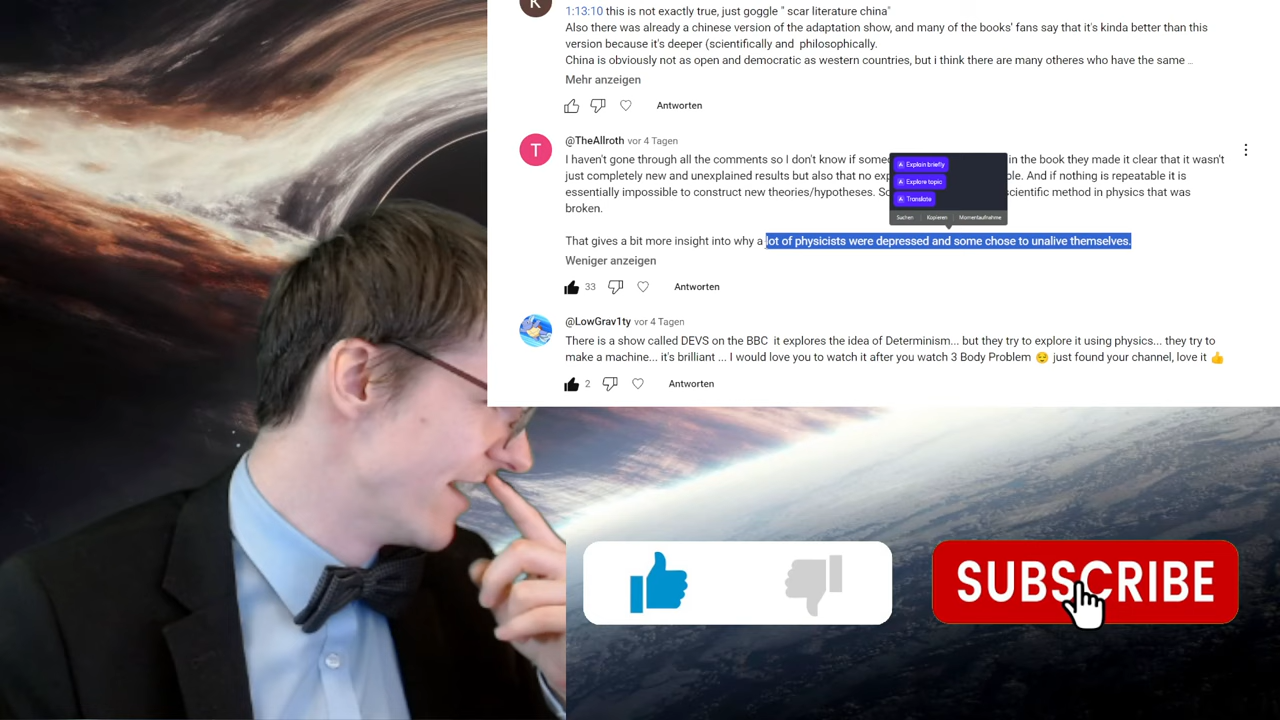 K
1:13:10 this is not exactly true, just goggle " scar literature china"
Also there was already a chinese version of the adaptation show, and many of the books' fans say that it's kinda better than this
version because it's deeper (scientifically and philosophically.
China is obviously not as open and democratic as western countries, but i think there are many otheres who have the same ..
Mehr anzeigen
Antworten
@TheAllroth vor 4 Tagen
T
I haven't gone through all the comments so I don't know if in the book they made it clear that it wasn't
just completely new and unexplained results but also that no And if nothing is repeatable it is
essentially impossible to construct new theories/hypotheses. scientific method in physics that was
broken.
Explain briefly
Explore topic
Translate
Suchen Kopieren Momentaufnahme
That gives a bit more insight into why a lot of physicists were depressed and some chose to unalive themselves.
Weniger anzeigen
33 Antworten
@LowGrav1ty vor 4 Tagen
There is a show called DEVS on the BBC it explores the idea of Determinism... but they try to explore it using physics... they try to
make a machine... it's brilliant ... I would love you to watch it after you watch 3 Body Problem 😌 just found your channel, love it 👍
2 Antworten
SUBSCRIBE